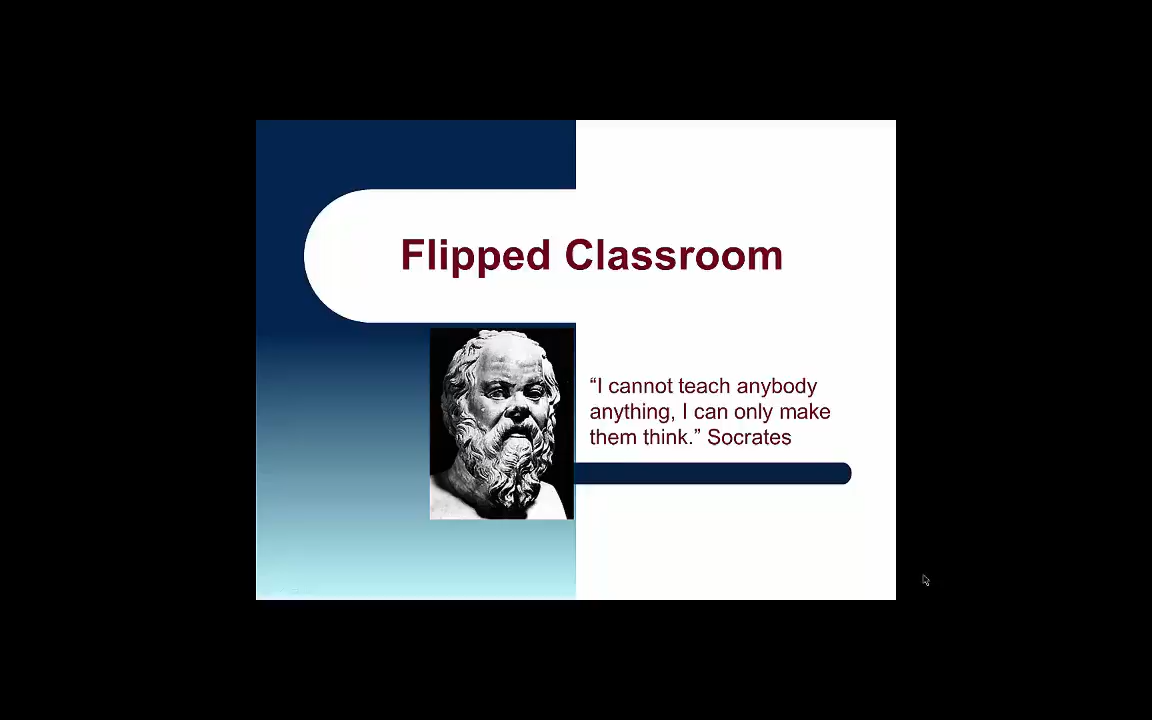 Flipped Classroom
“I cannot teach anybody
anything, I can only make
them think.” Socrates